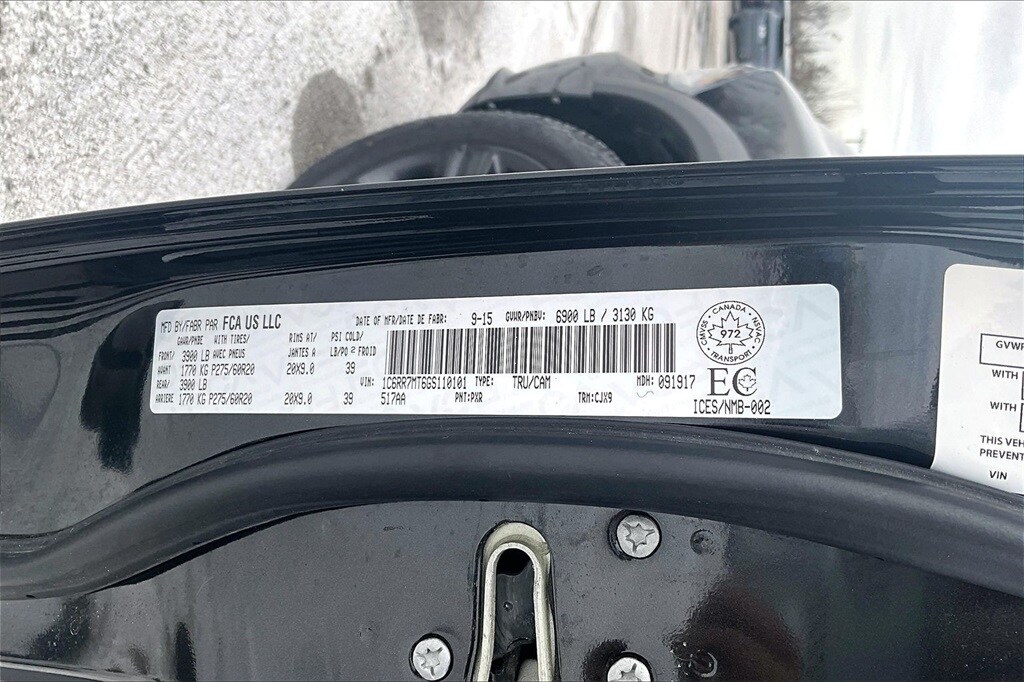 MFD BY/FABR PAR FCA US LLC DATE OF MFR/DATE DE FABR: 9-15 GVWR/PNBV: 6900 LB / 3130 KG
GAWR/PNBE WITH TIRES/ RIMS AT/ PSI COLD/
FRONT/ 3900 LB AVEC PNEUS JANTES A LB/PO² FROID
AVANT 1770 KG P275/60R20 20X9.0 39
REAR/ 3900 LB VIN: 1C6RR7MT6GS110101 TYPE: TRU/CAM MDH: 091917
ARRIERE 1770 KG P275/60R20 20X9.0 39 517AA PNT: PXR TRM: CJX9
CANADA
CMVSS 972 NSVAC
TRANSPORT
EC
ICES/NMB-002
GVWR
WITH
WITH
THIS VEH
PREVENT
VIN